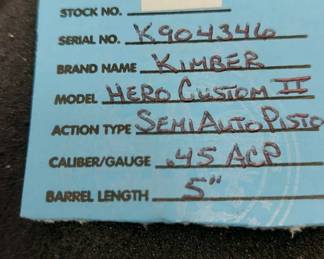 STOCK NO.
SERIAL NO. K904346
BRAND NAME KIMBER
MODEL HERO CUSTOM II
ACTION TYPE SEMI AUTO PISTO
CALIBER/GAUGE .45 ACP
BARREL LENGTH 5"